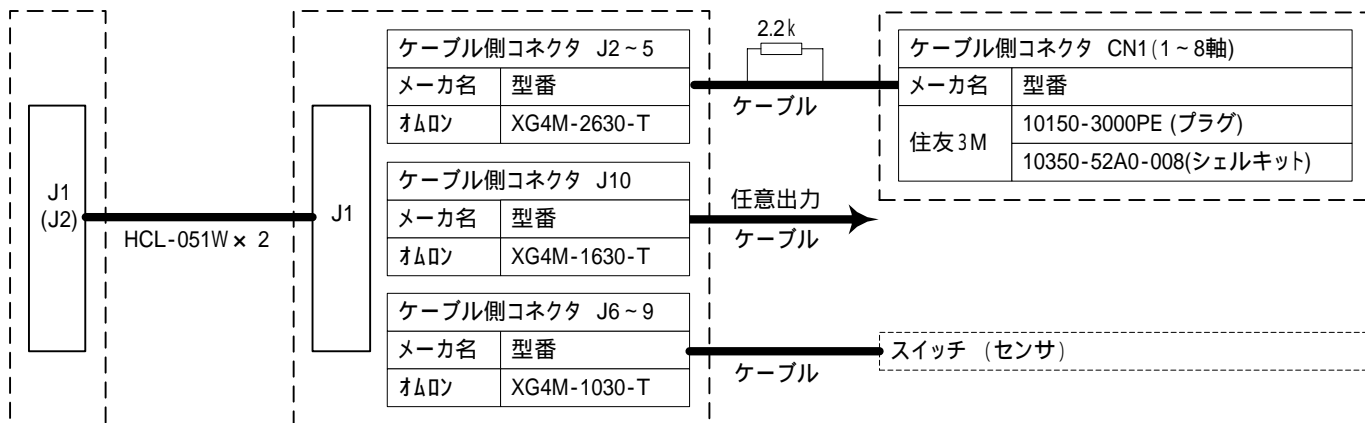 J1
(J2)
HCL-051W× 2
J1
ケーブル側コネクタ J2~5
メーカ名 型番
オムロン XG4M-2630-T
ケーブル側コネクタ J10
メーカ名 型番
オムロン XG4M-1630-T
ケーブル側コネクタ J6~9
メーカ名 型番
オムロン XG4M-1030-T
2.2k
ケーブル
任意出力
ケーブル
ケーブル
ケーブル側コネクタ CN1(1~8軸)
メーカ名 型番
住友3M
10150-3000PE (プラグ)
10350-52A0-008(シェルキット)
スイッチ (センサ)